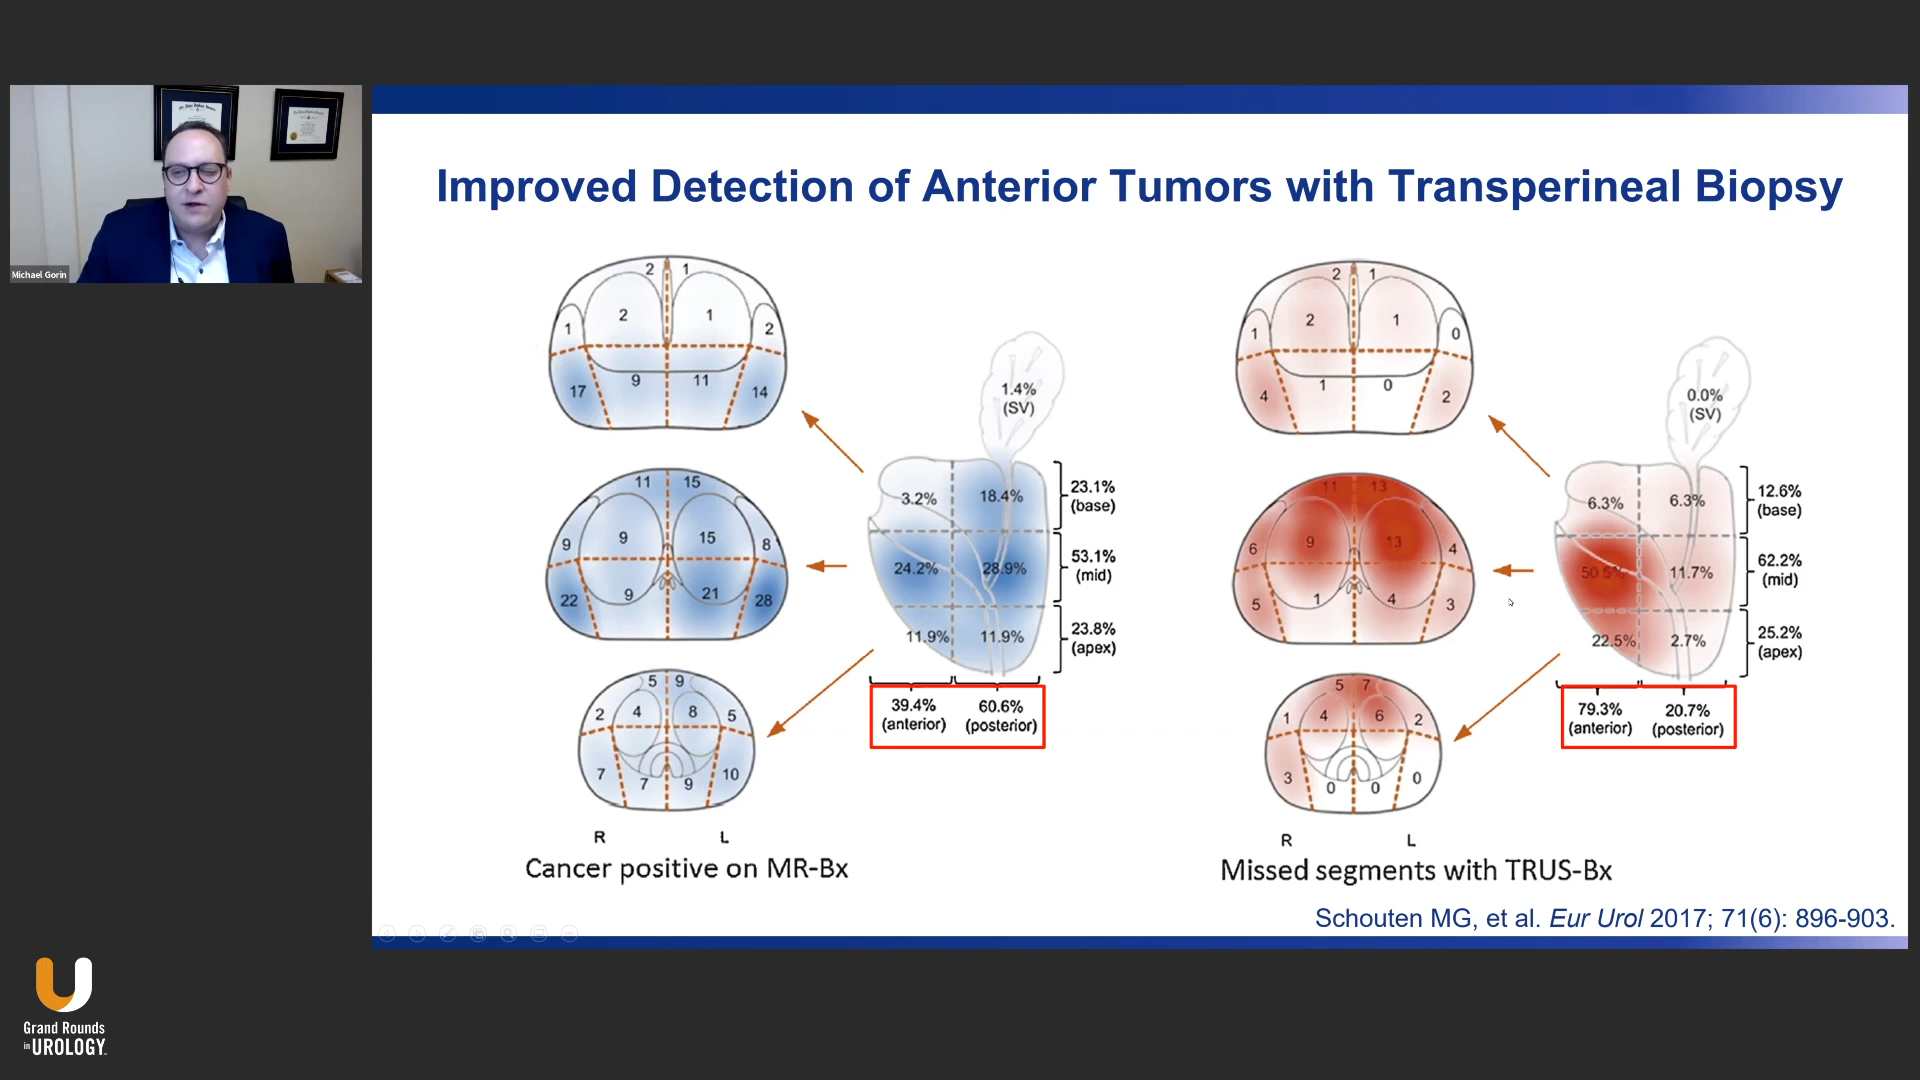 Michael Gorin
Improved Detection of Anterior Tumors with Transperineal Biopsy
2 1
2 1
1 2
9 11
17 14
11 15
9 15
9 8
9 21
22 28
5 9
4 8
2 5
7 10
7 9
R L
Cancer positive on MR-Bx
1.4%
(SV)
3.2% 18.4%
24.2% 28.9%
11.9% 11.9%
23.1%
(base)
53.1%
(mid)
23.8%
(apex)
39.4% 60.6%
(anterior) (posterior)
2 1
2 1
1 0
1 0
4 2
11 13
9 13
6 4
1 4
5 3
5 7
4 6
1 2
3 0
0 0
R L
Missed segments with TRUS-Bx
0.0%
(SV)
6.3% 6.3%
50.5% 11.7%
22.5% 2.7%
12.6%
(base)
62.2%
(mid)
25.2%
(apex)
79.3% 20.7%
(anterior) (posterior)
Schouten MG, et al. Eur Urol 2017; 71(6): 896-903.
Grand Rounds
in UROLOGY